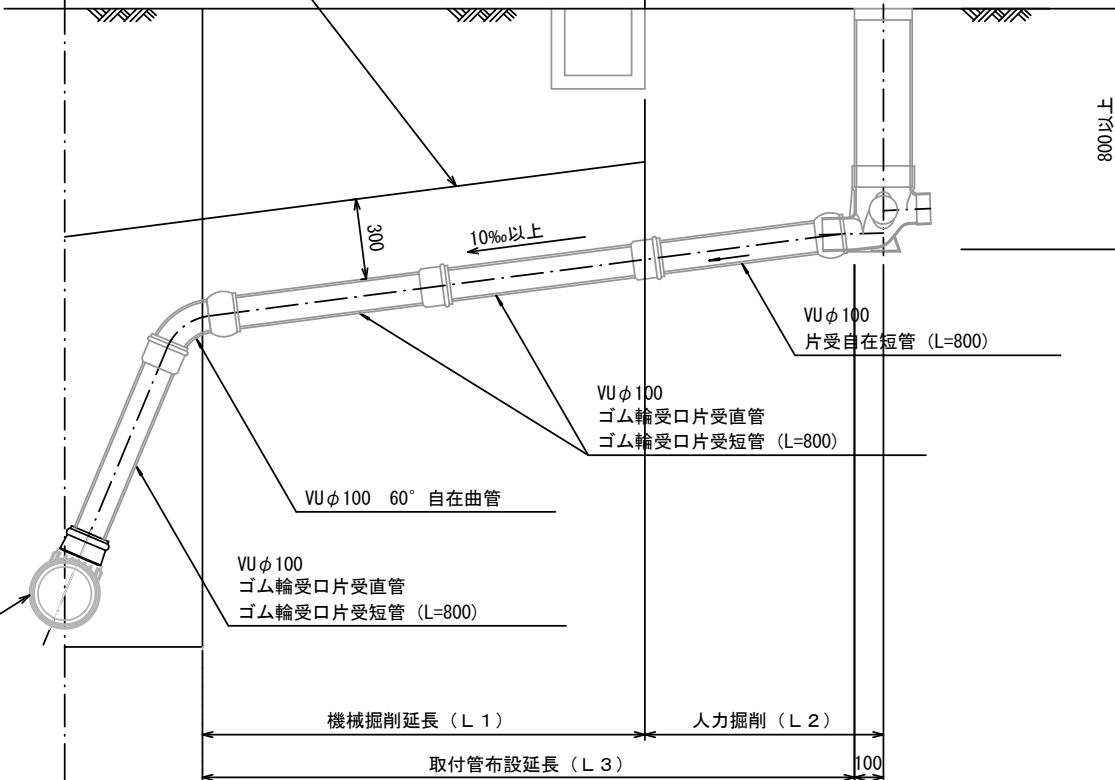 800以上
300
10‰以上
VUφ100
片受自在短管（L=800）
VUφ100
ゴム輪受口片受直管
ゴム輪受口片受短管（L=800）
VUφ100　60°自在曲管
VUφ100
ゴム輪受口片受直管
ゴム輪受口片受短管（L=800）
機械掘削延長（Ｌ１）
人力掘削（Ｌ２）
取付管布設延長（Ｌ３）
100